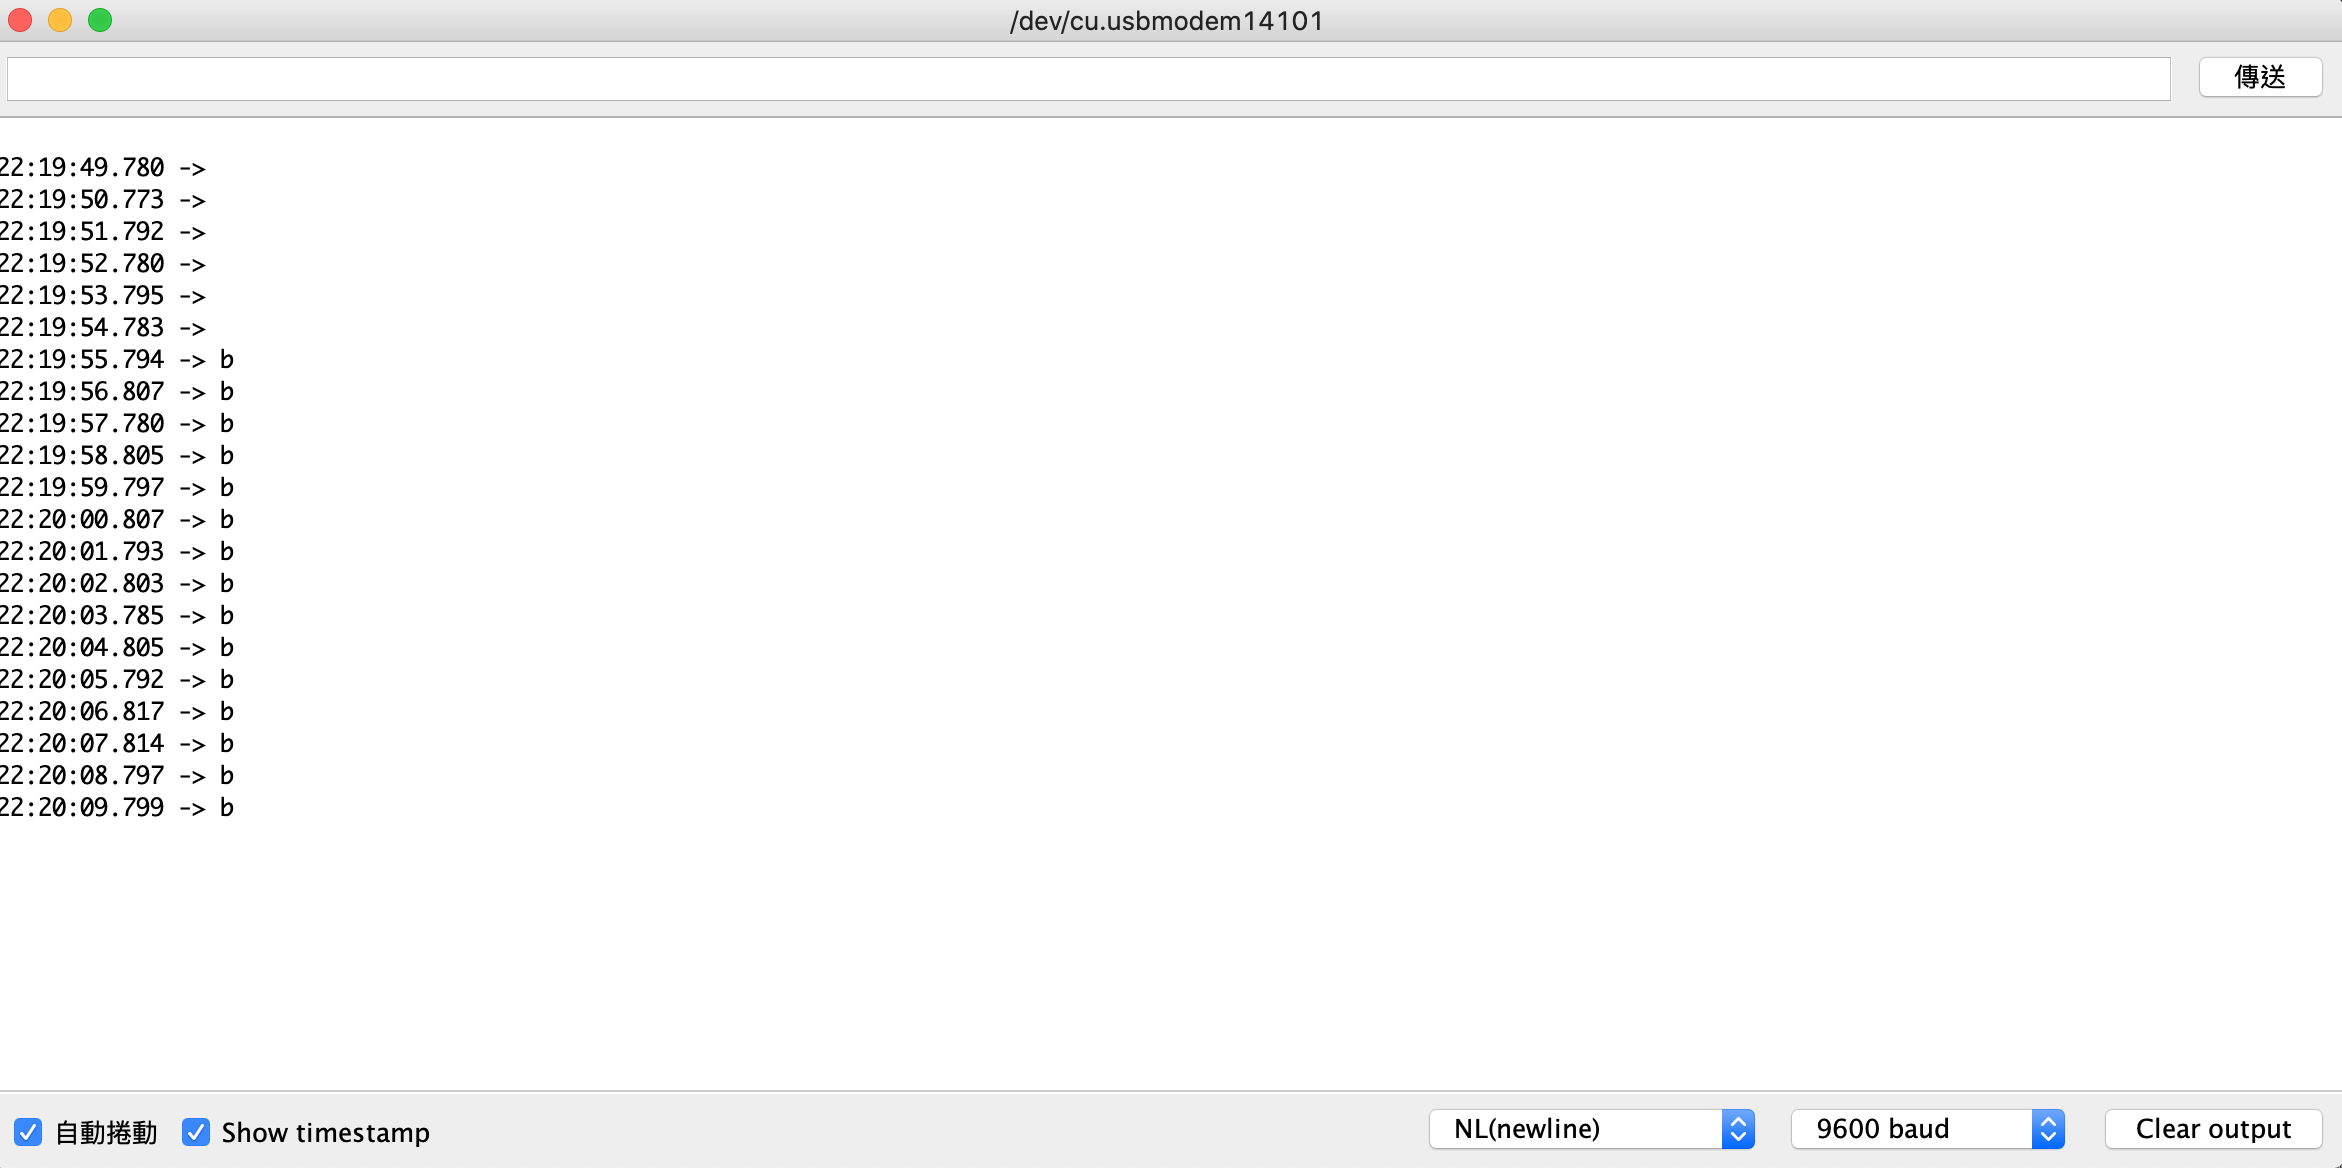 /dev/cu.usbmodem14101
傳送
22:19:49.780 ->
22:19:50.773 ->
22:19:51.792 ->
22:19:52.780 ->
22:19:53.795 ->
22:19:54.783 ->
22:19:55.794 -> b
22:19:56.807 -> b
22:19:57.780 -> b
22:19:58.805 -> b
22:19:59.797 -> b
22:20:00.807 -> b
22:20:01.793 -> b
22:20:02.803 -> b
22:20:03.785 -> b
22:20:04.805 -> b
22:20:05.792 -> b
22:20:06.817 -> b
22:20:07.814 -> b
22:20:08.797 -> b
22:20:09.799 -> b
自動捲動 Show timestamp NL(newline) 9600 baud Clear output